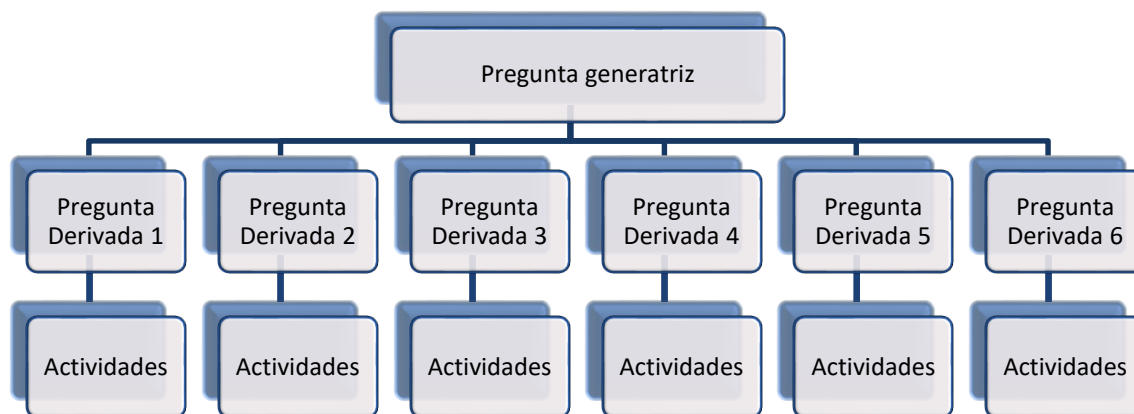 Pregunta generatriz
Pregunta
Derivada 1
Pregunta
Derivada 2
Pregunta
Derivada 3
Pregunta
Derivada 4
Pregunta
Derivada 5
Pregunta
Derivada 6
Actividades
Actividades
Actividades
Actividades
Actividades
Actividades